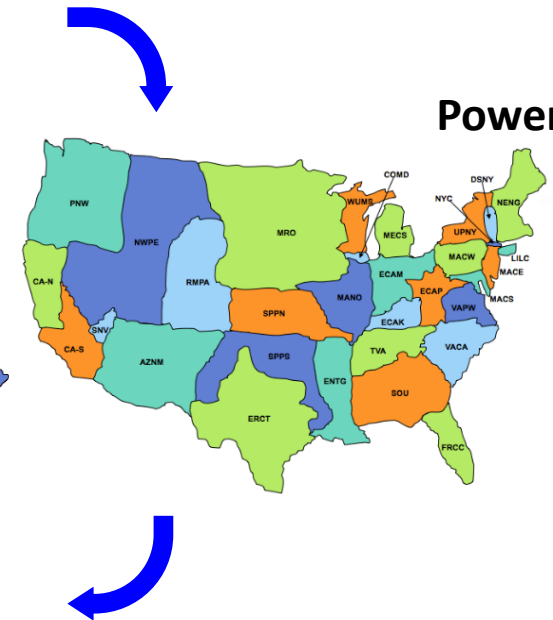 Power
COMD
DSNY
WUMS
NYC
NENG
PNW
MRO
MECS
UPNY
NWPE
MACW
LILC
CA-N
RMPA
ECAM
MACE
MANO
ECAP
MACS
SPPN
VAPW
SNV
ECAK
CA-S
VACA
AZNM
SPPS
TVA
ENTG
SOU
ERCT
FRCC